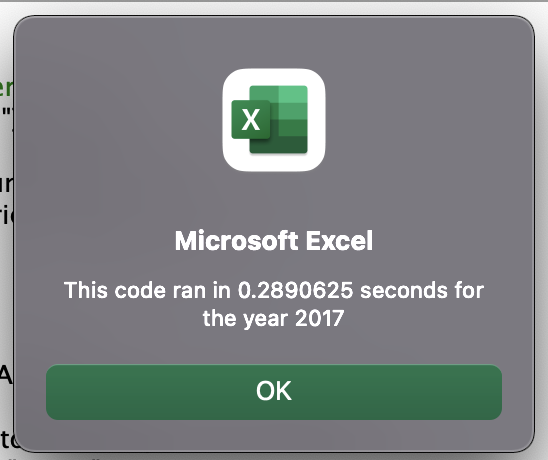 X
Microsoft Excel
This code ran in 0.2890625 seconds for
the year 2017
OK